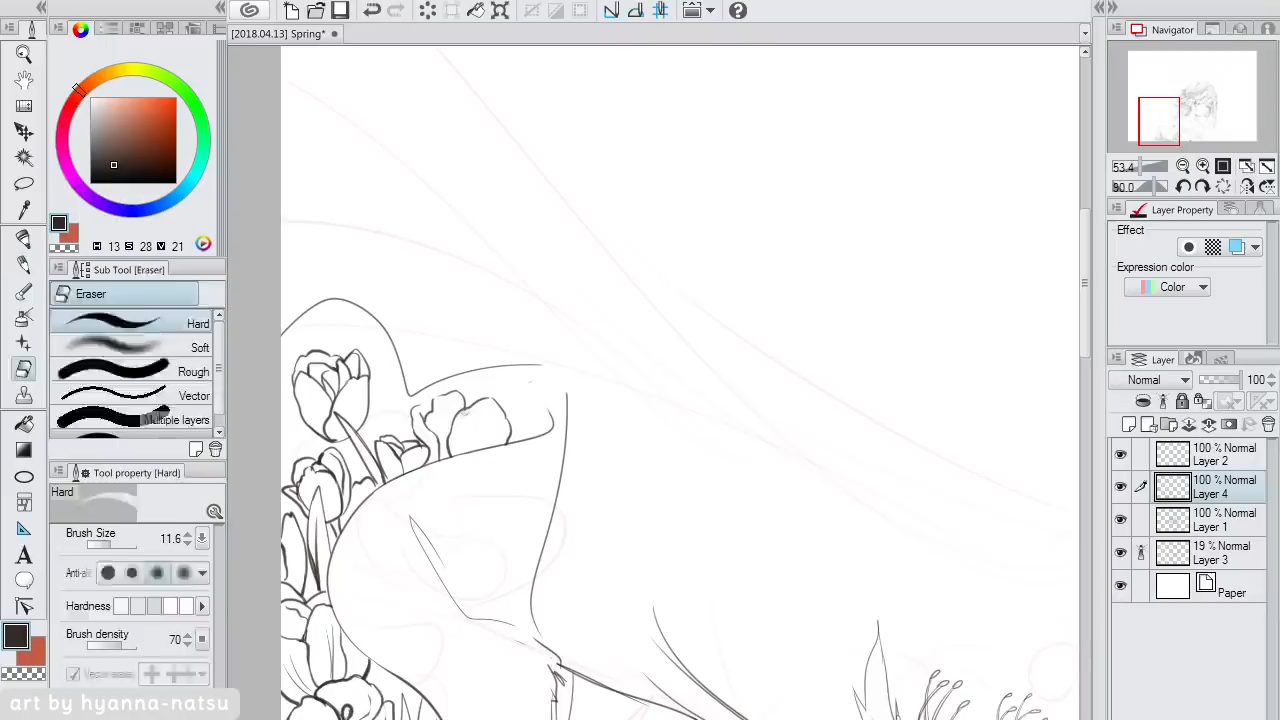 [2018.04.13] Spring*
Navigator
53.4
90.0
Layer Property
Effect
Expression color
Color
H 13 S 28 V 21
Sub Tool [Eraser]
Eraser
Hard
Soft
Rough
Vector
Multiple layers
Tool property [Hard]
Hard
Brush Size 11.6
Anti-al
Hardness
Brush density 70
Layer
Normal 100
100 % Normal
Layer 2
100 % Normal
Layer 4
100 % Normal
Layer 1
19 % Normal
Layer 3
Paper
art by hyanna-natsu